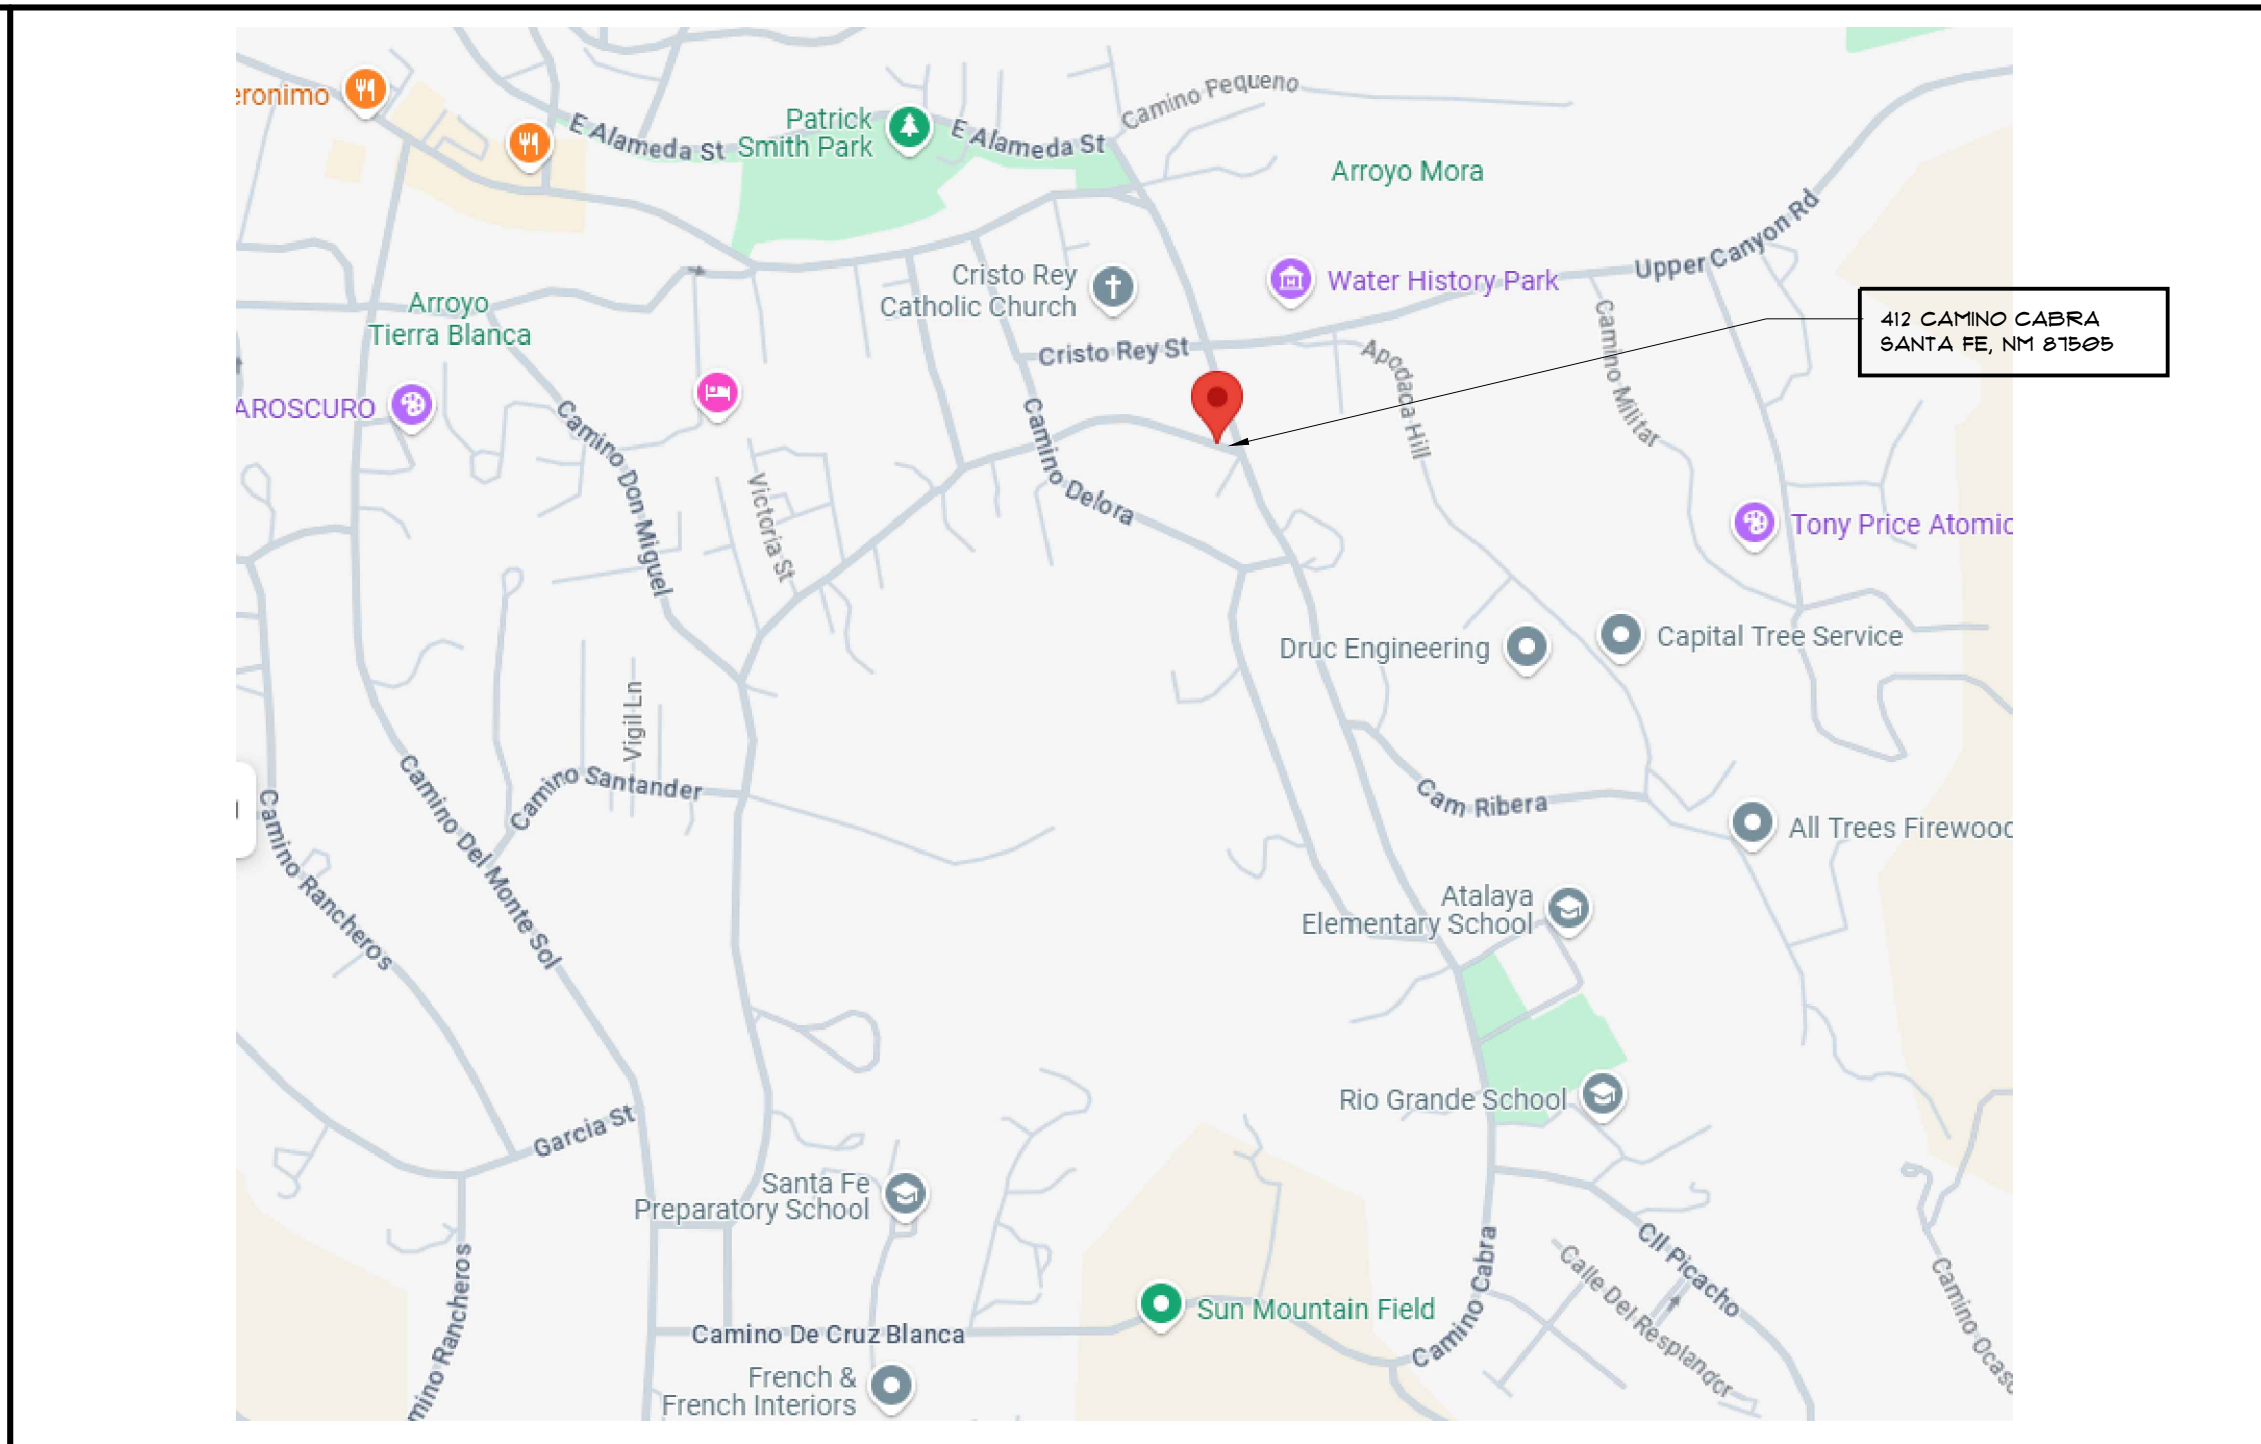 eronimo
E Alameda St
Patrick
Smith Park
E Alameda St
Camino Pequeno
Arroyo Mora
Upper Canyon Rd
Cristo Rey
Catholic Church
Water History Park
Arroyo
Tierra Blanca
412 CAMINO CABRA
SANTA FE, NM 87505
Cristo Rey St
Apodaca Hill
Camino Militar
AROSCURO
Camino Don Miguel
Victoria St
Camino Delora
Tony Price Atomic
Druc Engineering
Capital Tree Service
Vigil Ln
Camino Santander
Camino Del Monte Sol
Camino Rancheros
Cam Ribera
All Trees Firewood
Atalaya
Elementary School
Rio Grande School
Garcia St
Santa Fe
Preparatory School
Camino Cabra
Cll Picacho
Calle Del Resplandor
Camino Ocaso
mino Rancheros
Sun Mountain Field
Camino De Cruz Blanca
French &
French Interiors